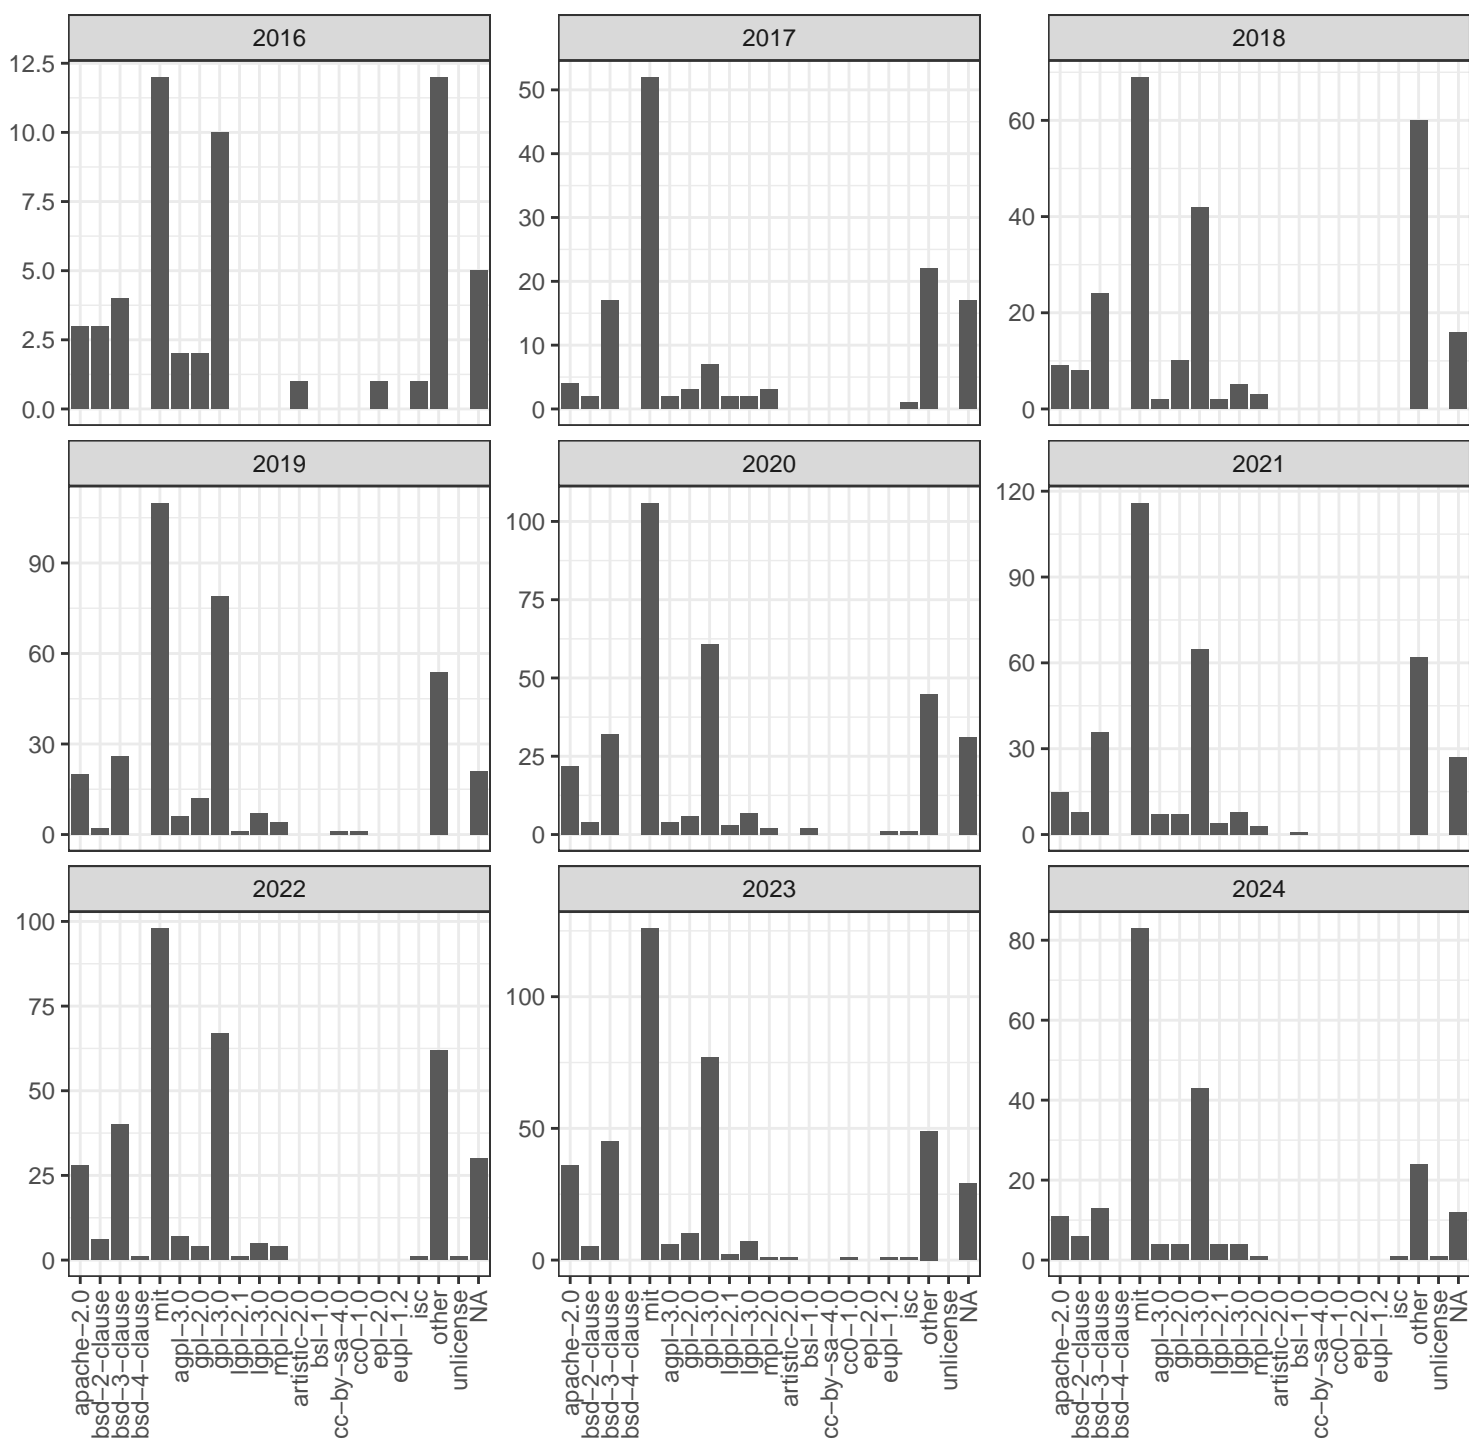 2016
2017
2018
12.5
10.0
7.5
5.0
2.5
0.0
50
40
30
20
10
0
60
40
20
0
2019
2020
2021
90
60
30
0
100
75
50
25
0
120
90
60
30
0
2022
2023
2024
100
75
50
25
0
100
50
0
80
60
40
20
0
apache−2.0
bsd−2−clause
bsd−3−clause
bsd−4−clause
mit
agpl−3.0
gpl−2.0
gpl−3.0
lgpl−2.1
lgpl−3.0
mpl−2.0
artistic−2.0
bsl−1.0
cc−by−sa−4.0
cc0−1.0
epl−2.0
eupl−1.2
isc
other
unlicense
NA
apache−2.0
bsd−2−clause
bsd−3−clause
bsd−4−clause
mit
agpl−3.0
gpl−2.0
gpl−3.0
lgpl−2.1
lgpl−3.0
mpl−2.0
artistic−2.0
bsl−1.0
cc−by−sa−4.0
cc0−1.0
epl−2.0
eupl−1.2
isc
other
unlicense
NA
apache−2.0
bsd−2−clause
bsd−3−clause
bsd−4−clause
mit
agpl−3.0
gpl−2.0
gpl−3.0
lgpl−2.1
lgpl−3.0
mpl−2.0
artistic−2.0
bsl−1.0
cc−by−sa−4.0
cc0−1.0
epl−2.0
eupl−1.2
isc
other
unlicense
NA